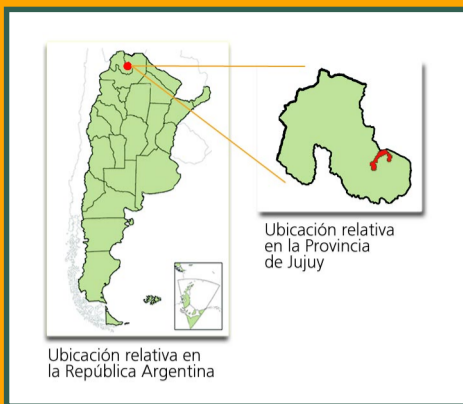 Ubicación relativa
en la Provincia
de Jujuy
Ubicación relativa en
la República Argentina